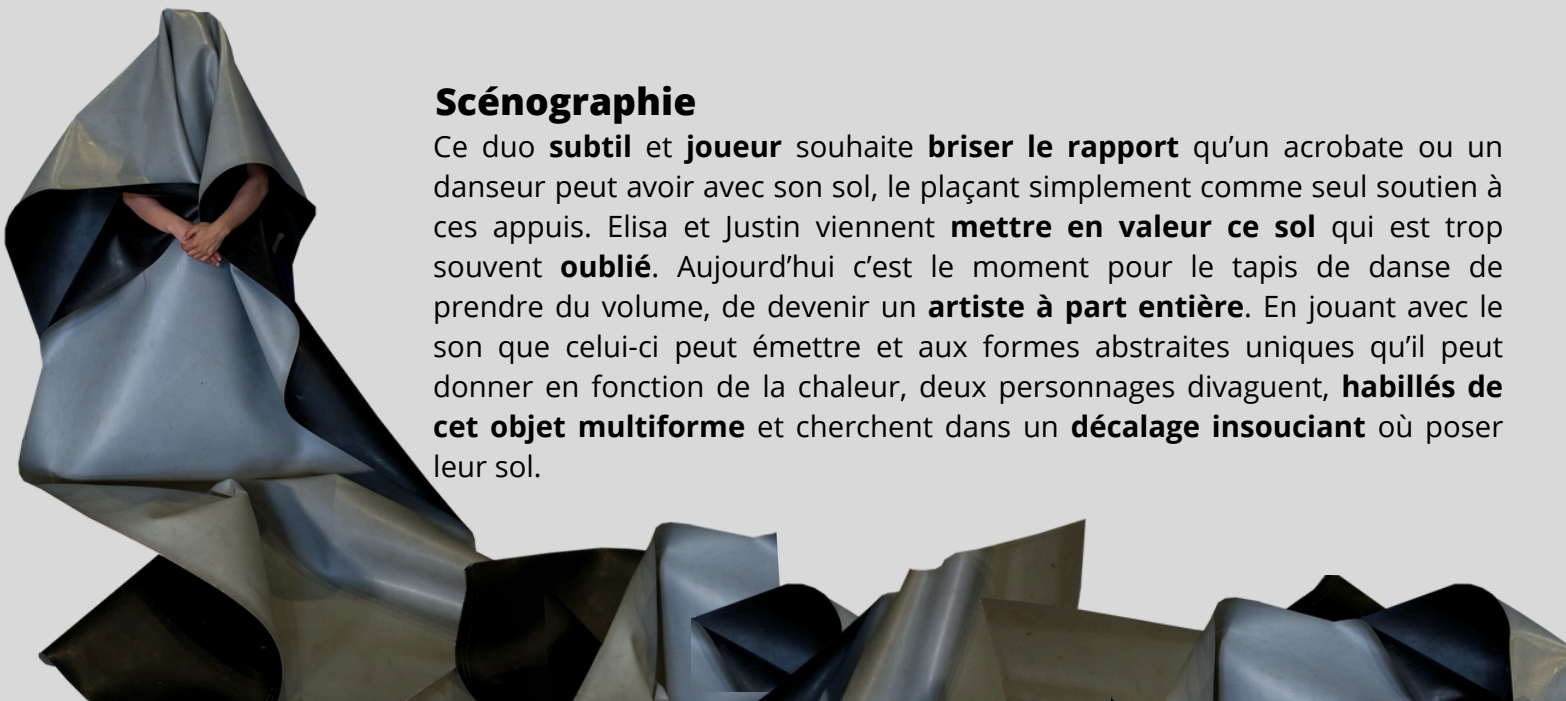 Scénographie
Ce duo subtil et joueur souhaite briser le rapport qu’un acrobate ou un
danseur peut avoir avec son sol, le plaçant simplement comme seul soutien à
ces appuis. Elisa et Justin viennent mettre en valeur ce sol qui est trop
souvent oublié. Aujourd’hui c’est le moment pour le tapis de danse de
prendre du volume, de devenir un artiste à part entière. En jouant avec le
son que celui-ci peut émettre et aux formes abstraites uniques qu’il peut
donner en fonction de la chaleur, deux personnages divaguent, habillés de
cet objet multiforme et cherchent dans un décalage insouciant où poser
leur sol.